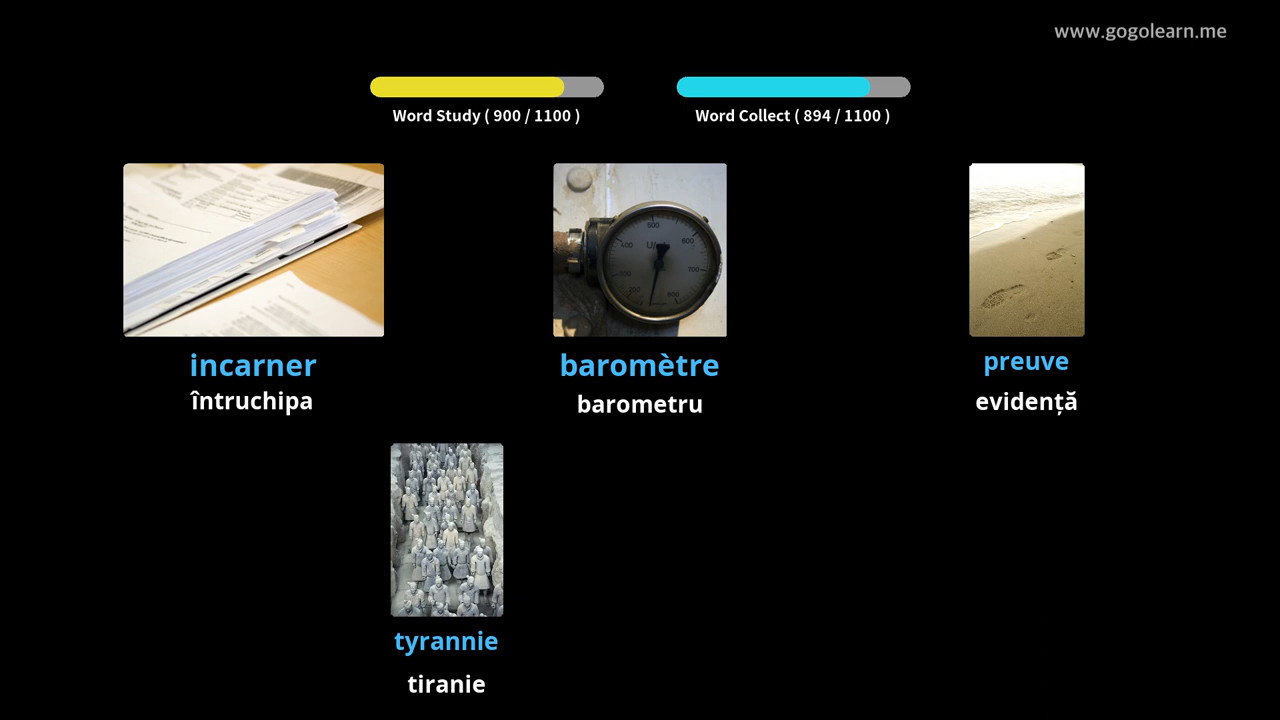 www.gogolearn.me
Word Study ( 900 / 1100 )
Word Collect ( 894 / 1100 )
incarner
întruchipa
baromètre
barometru
preuve
evidență
tyrannie
tiranie